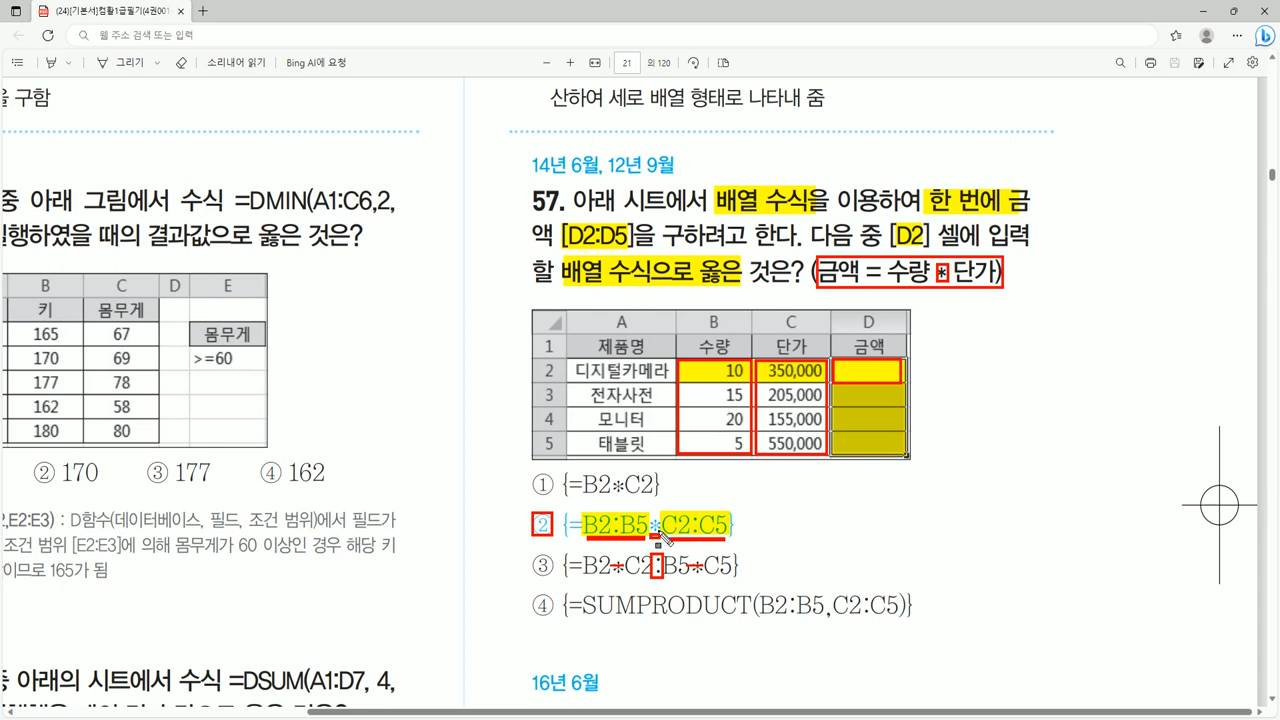 (24)[기본서]컴활1급필기(4권001
웹 주소 검색 또는 입력
그리기
소리내어 읽기
Bing AI에 요청
21
의 120
을 구함
중 아래 그림에서 수식 =DMIN(A1:C6,2,
실행하였을 때의 결과값으로 옳은 것은?
B C D E
키 몸무게
165 67 몸무게
170 69 >=60
177 78
162 58
180 80
② 170 ③ 177 ④ 162
2,E2:E3) : D함수(데이터베이스, 필드, 조건 범위)에서 필드가
조건 범위 [E2:E3]에 의해 몸무게가 60 이상인 경우 해당 키
이므로 165가 됨
중 아래의 시트에서 수식 =DSUM(A1:D7, 4,
산하여 세로 배열 형태로 나타내 줌
14년 6월, 12년 9월
57. 아래 시트에서 배열 수식을 이용하여 한 번에 금
액 [D2:D5]을 구하려고 한다. 다음 중 [D2] 셀에 입력
할 배열 수식으로 옳은 것은? (금액 = 수량 * 단가)
A B C D
1 제품명 수량 단가 금액
2 디지털카메라 10 350,000
3 전자사전 15 205,000
4 모니터 20 155,000
5 태블릿 5 550,000
① {=B2*C2}
② {=B2:B5*C2:C5}
③ {=B2*C2:B5*C5}
④ {=SUMPRODUCT(B2:B5,C2:C5)}
16년 6월